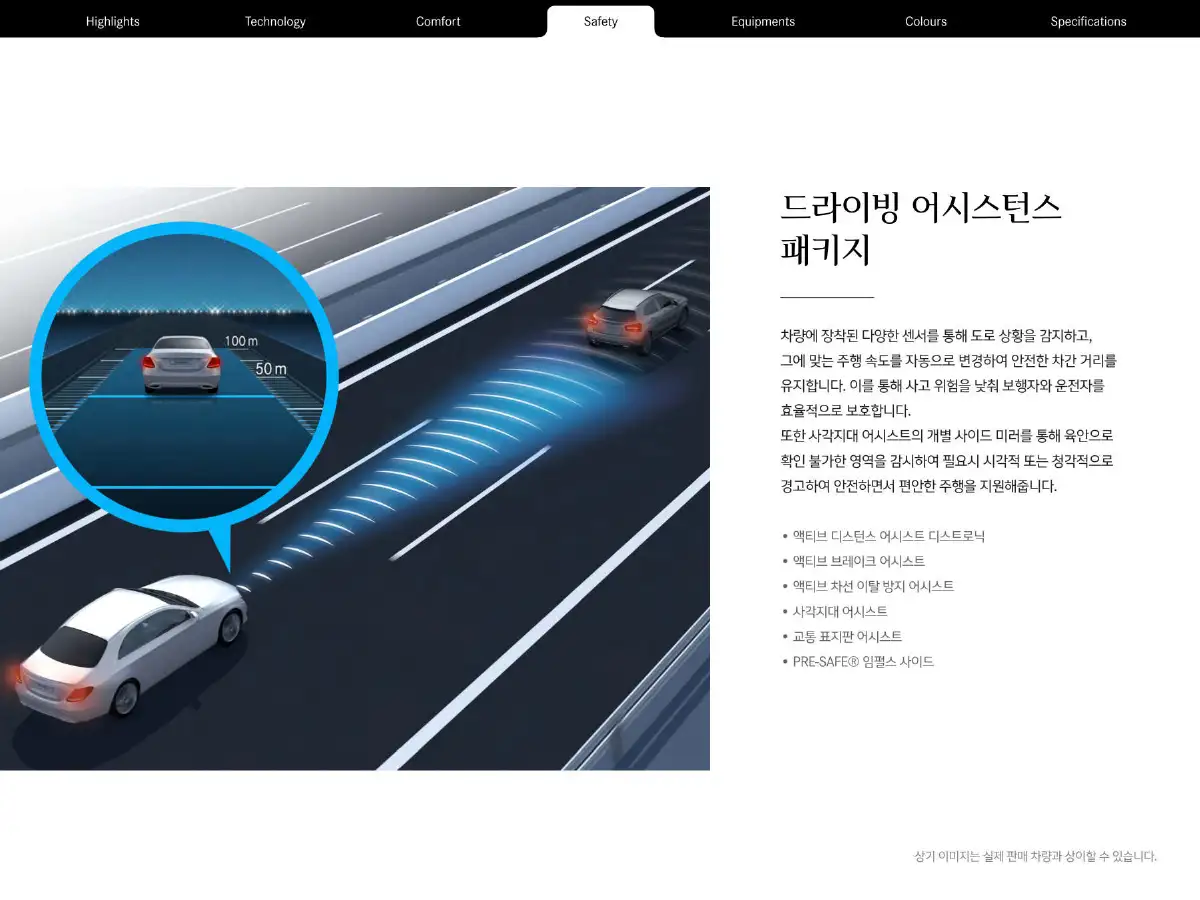 Highlights
Technology
Comfort
Safety
Equipments
Colours
Specifications
100 m
50 m
드라이빙 어시스턴스
패키지
차량에 장착된 다양한 센서를 통해 도로 상황을 감지하고,
그에 맞는 주행 속도를 자동으로 변경하여 안전한 차간 거리를
유지합니다. 이를 통해 사고 위험을 낮춰 보행자와 운전자를
효율적으로 보호합니다.
또한 사각지대 어시스트의 개별 사이드 미러를 통해 육안으로
확인 불가한 영역을 감시하여 필요시 시각적 또는 청각적으로
경고하여 안전하면서 편안한 주행을 지원해줍니다.
• 액티브 디스턴스 어시스트 디스트로닉
• 액티브 브레이크 어시스트
• 액티브 차선 이탈 방지 어시스트
• 사각지대 어시스트
• 교통 표지판 어시스트
• PRE-SAFE® 임펄스 사이드
상기 이미지는 실제 판매 차량과 상이할 수 있습니다.